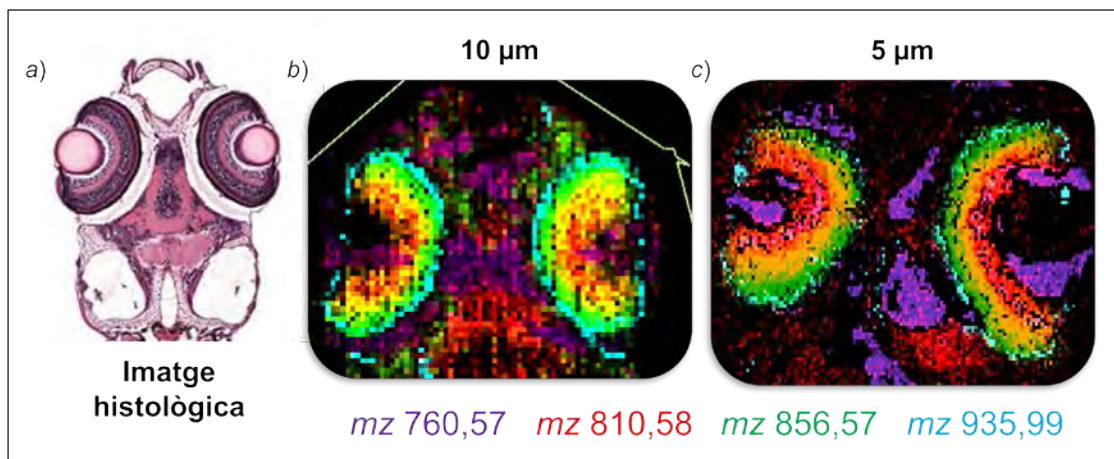 10 µm
5 µm
a)
b)
c)
Imatge
histològica
mz 760,57 mz 810,58 mz 856,57 mz 935,99